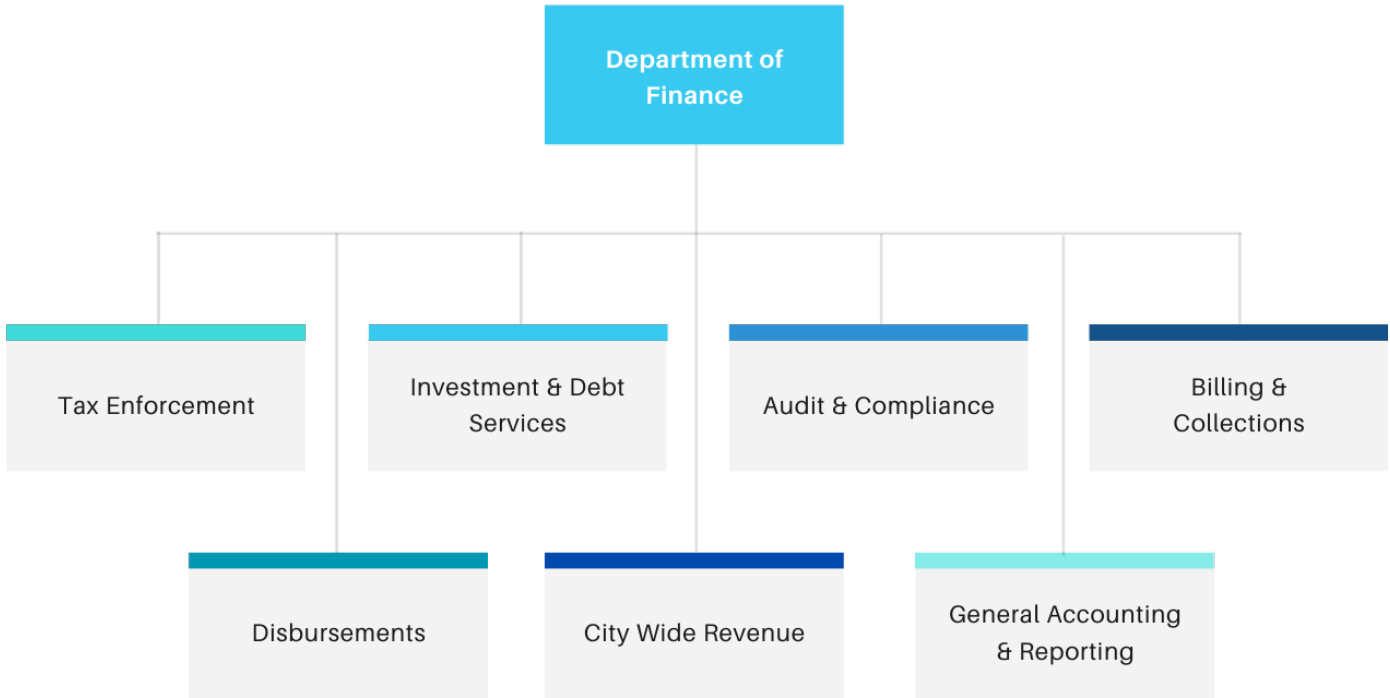 Department of
Finance
Tax Enforcement
Investment & Debt
Services
Audit & Compliance
Billing &
Collections
Disbursements
City Wide Revenue
General Accounting
& Reporting